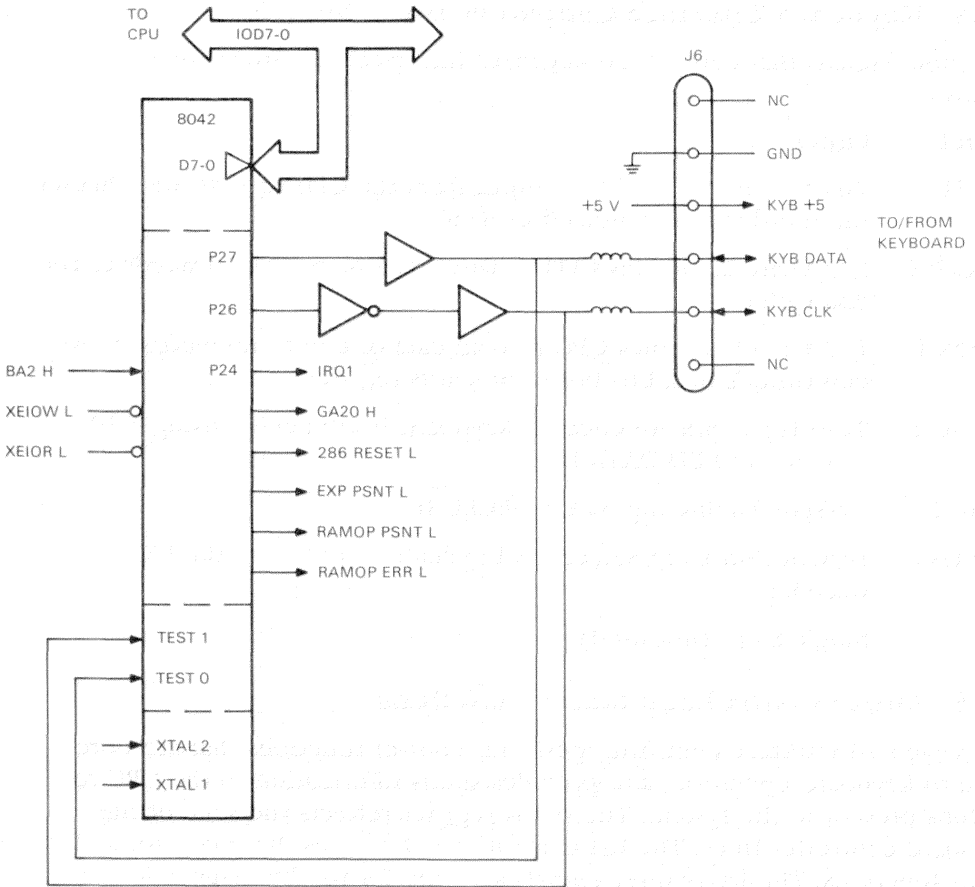 TO
CPU
IOD7-0
J6
8042
NC
D7-0
GND
+5 V
KYB +5
TO/FROM
KEYBOARD
P27
KYB DATA
P26
KYB CLK
BA2 H
P24
IRQ1
NC
XEIOW L
GA20 H
XEIOR L
286 RESET L
EXP PSNT L
RAMOP PSNT L
RAMOP ERR L
TEST 1
TEST 0
XTAL 2
XTAL 1